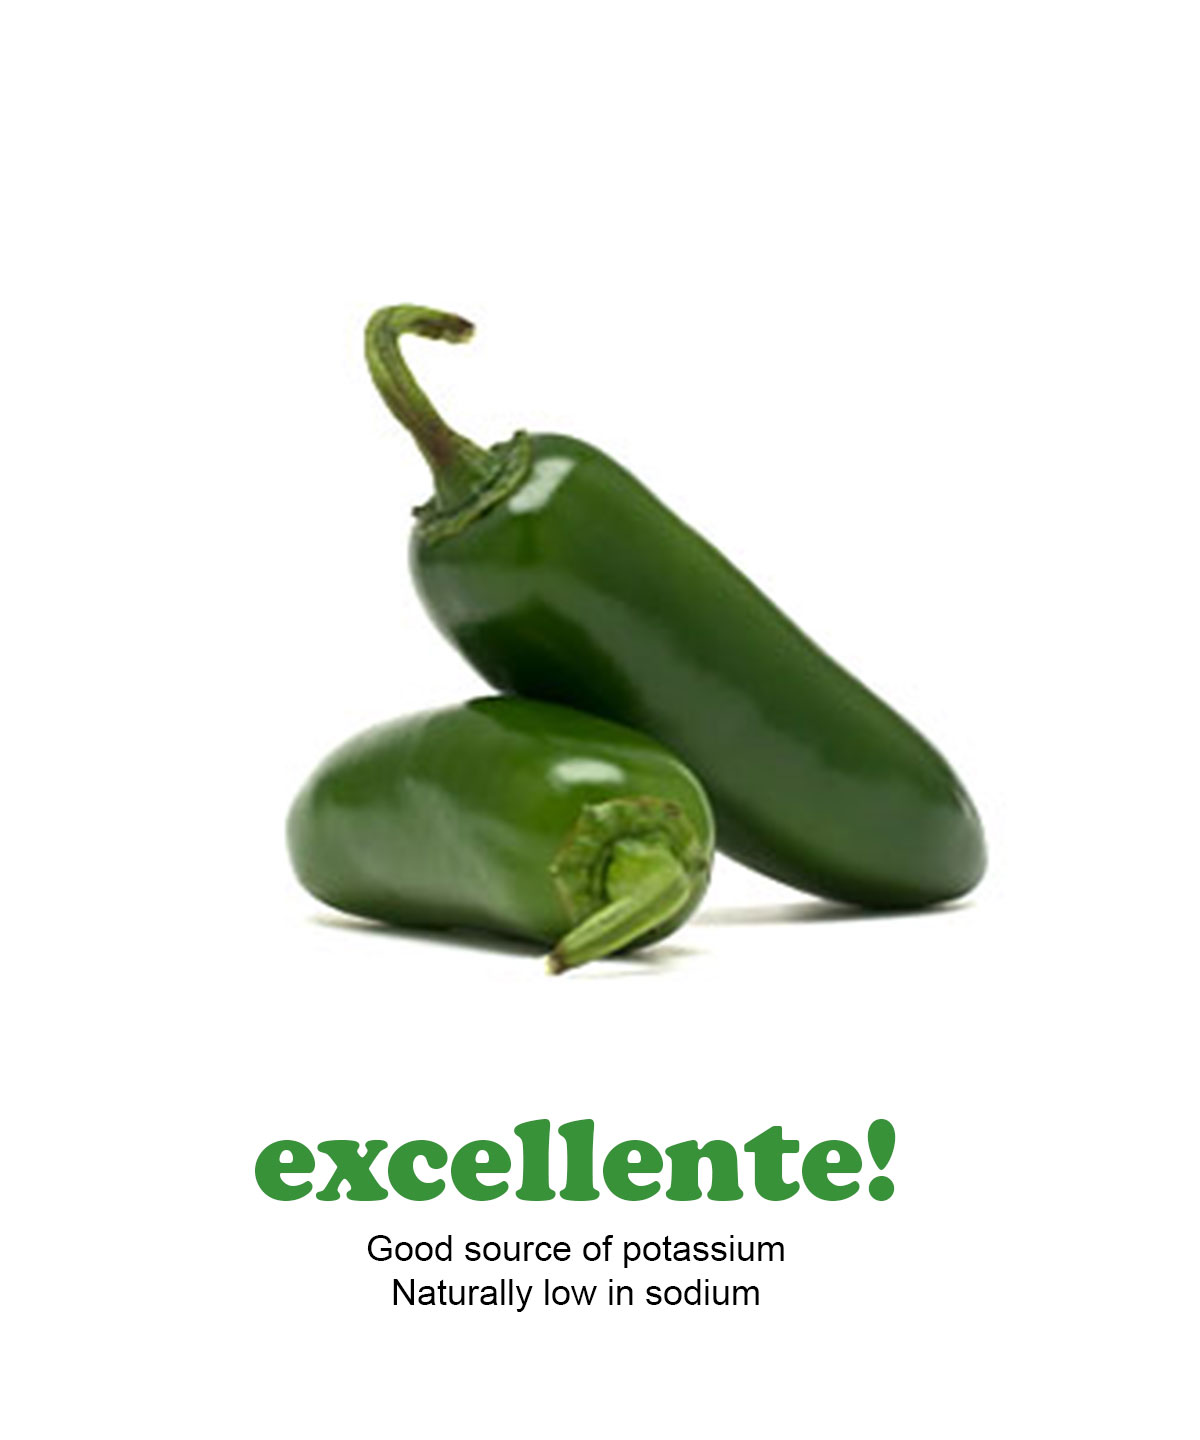 excellente!
Good source of potassium
Naturally low in sodium